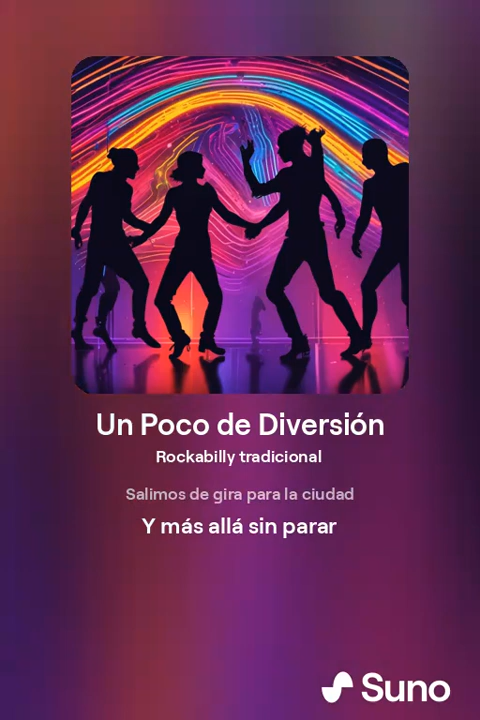 Un Poco de Diversión
Rockabilly tradicional
Salimos de gira para la ciudad
Y más allá sin parar
Suno